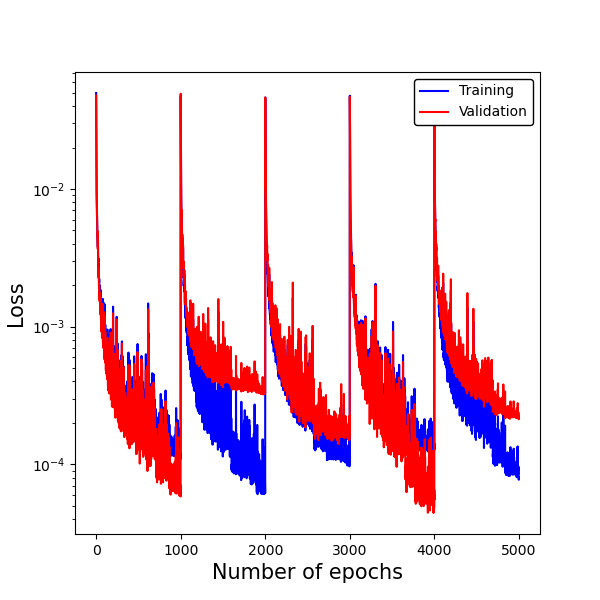 Training
Validation
10⁻²
10⁻³
10⁻⁴
Loss
0 1000 2000 3000 4000 5000
Number of epochs